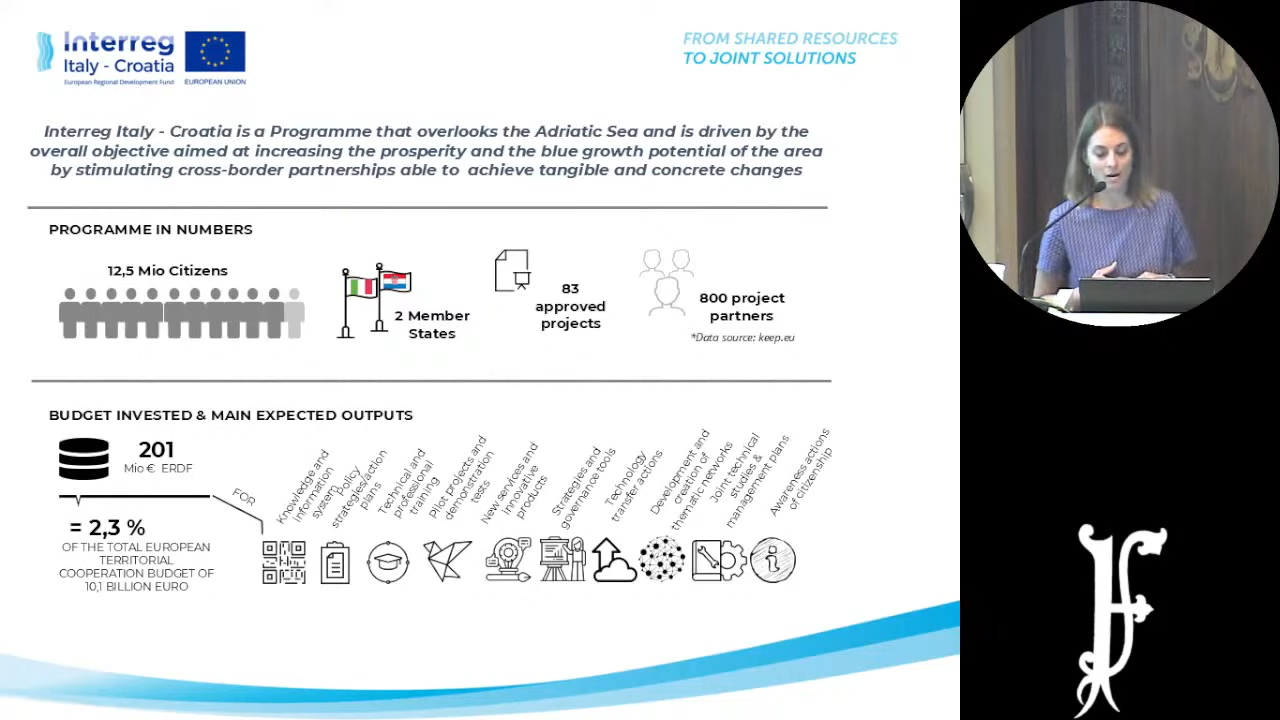 Interreg
Italy - Croatia
European Regional Development Fund
EUROPEAN UNION
FROM SHARED RESOURCES
TO JOINT SOLUTIONS
Interreg Italy - Croatia is a Programme that overlooks the Adriatic Sea and is driven by the
overall objective aimed at increasing the prosperity and the blue growth potential of the area
by stimulating cross-border partnerships able to achieve tangible and concrete changes
PROGRAMME IN NUMBERS
12,5 Mio Citizens
2 Member
States
83
approved
projects
800 project
partners
*Data source: keep.eu
BUDGET INVESTED & MAIN EXPECTED OUTPUTS
201
Mio € ERDF
= 2,3 %
OF THE TOTAL EUROPEAN
TERRITORIAL
COOPERATION BUDGET OF
10,1 BILLION EURO
FOR
Knowledge and
Information
systems
Policy
strategies/action
plans
Technical and
professional
training
Pilot projects and
demonstration
tests
New services and
innovative
products
Strategies and
governance tools
Technology
transfer actions
Development and
creation of
thematic networks
Joint technical
studies &
management plans
Awareness actions
of citizenship